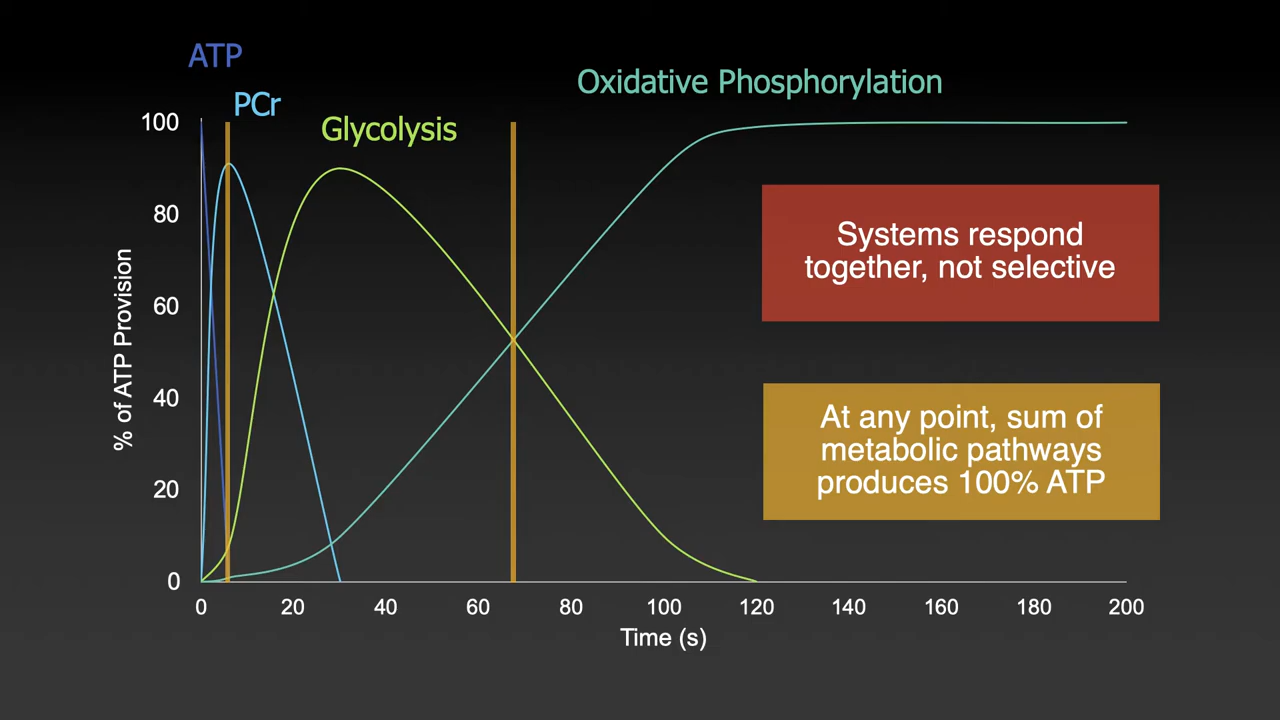 ATP
PCr
Glycolysis
Oxidative Phosphorylation
100
80
60
40
20
0
% of ATP Provision
0 20 40 60 80 100 120 140 160 180 200
Time (s)
Systems respond
together, not selective
At any point, sum of
metabolic pathways
produces 100% ATP